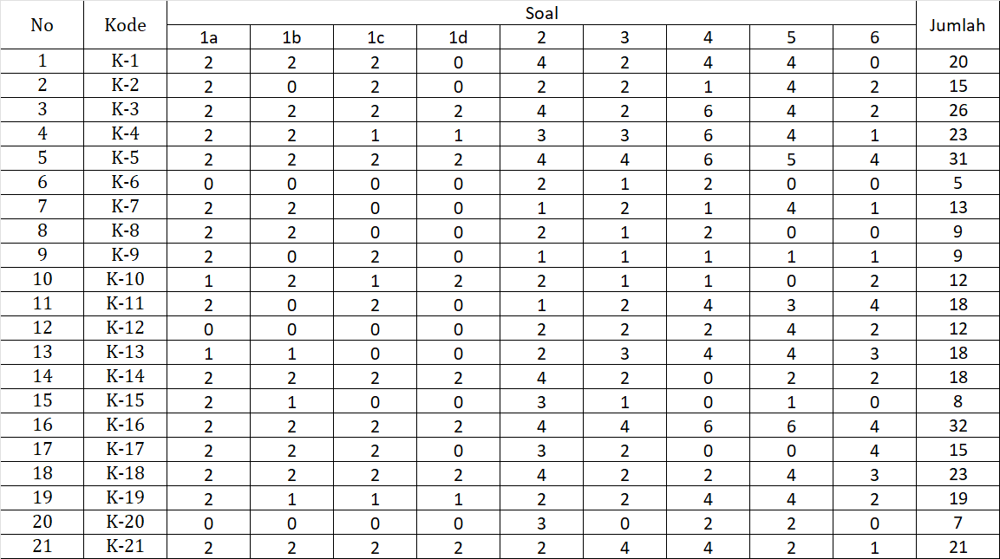 No Kode Soal Jumlah
1a 1b 1c 1d 2 3 4 5 6
1 K-1 2 2 2 0 4 2 4 4 0 20
2 K-2 2 0 2 0 2 2 1 4 2 15
3 K-3 2 2 2 2 4 2 6 4 2 26
4 K-4 2 2 1 1 3 3 6 4 1 23
5 K-5 2 2 2 2 4 4 6 5 4 31
6 K-6 0 0 0 0 2 1 2 0 0 5
7 K-7 2 2 0 0 1 2 1 4 1 13
8 K-8 2 2 0 0 2 1 2 0 0 9
9 K-9 2 0 2 0 1 1 1 1 1 9
10 K-10 1 2 1 2 2 1 1 0 2 12
11 K-11 2 0 2 0 1 2 4 3 4 18
12 K-12 0 0 0 0 2 2 2 4 2 12
13 K-13 1 1 0 0 2 3 4 4 3 18
14 K-14 2 2 2 2 4 2 0 2 2 18
15 K-15 2 1 0 0 3 1 0 1 0 8
16 K-16 2 2 2 2 4 4 6 6 4 32
17 K-17 2 2 2 0 3 2 0 0 4 15
18 K-18 2 2 2 2 4 2 2 4 3 23
19 K-19 2 1 1 1 2 2 4 4 2 19
20 K-20 0 0 0 0 3 0 2 2 0 7
21 K-21 2 2 2 2 2 4 4 2 1 21